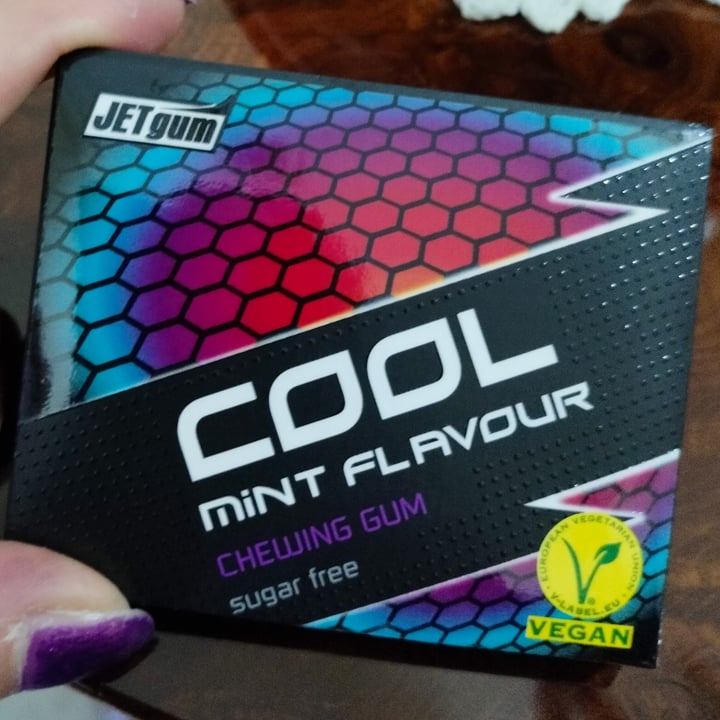 JETgum
COOL
MiNT FLAVOUR
CHEWING GUM
sugar free
EUROPEAN VEGETARIAN UNION
V-LABEL.EU
VEGAN